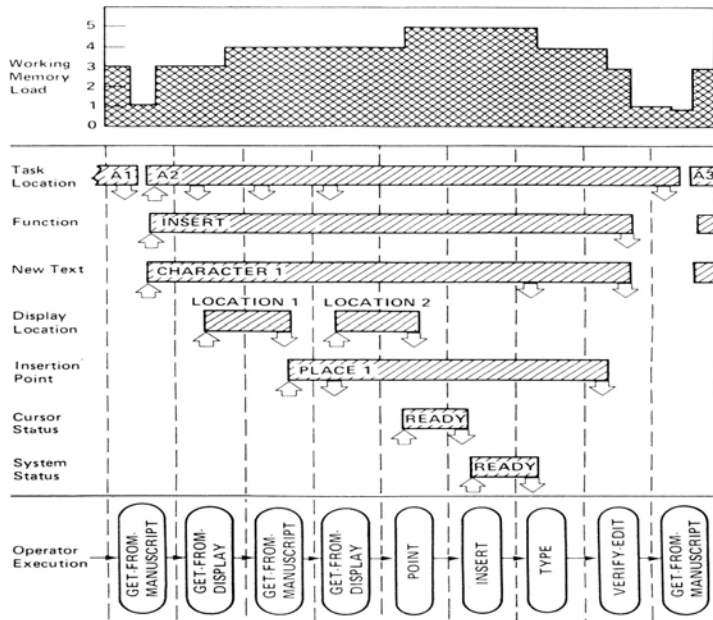 5
4
Working
Memory
Load
3
2
1
0
Task
Location
A1
A2
A3
Function
INSERT
New Text
CHARACTER 1
LOCATION 1
LOCATION 2
Display
Location
Insertion
Point
PLACE 1
Cursor
Status
READY
System
Status
READY
Operator
Execution
GET-FROM-
MANUSCRIPT
GET-FROM-
DISPLAY
GET-FROM-
MANUSCRIPT
GET-FROM-
DISPLAY
POINT
INSERT
TYPE
VERIFY-EDIT
GET-FROM-
MANUSCRIPT